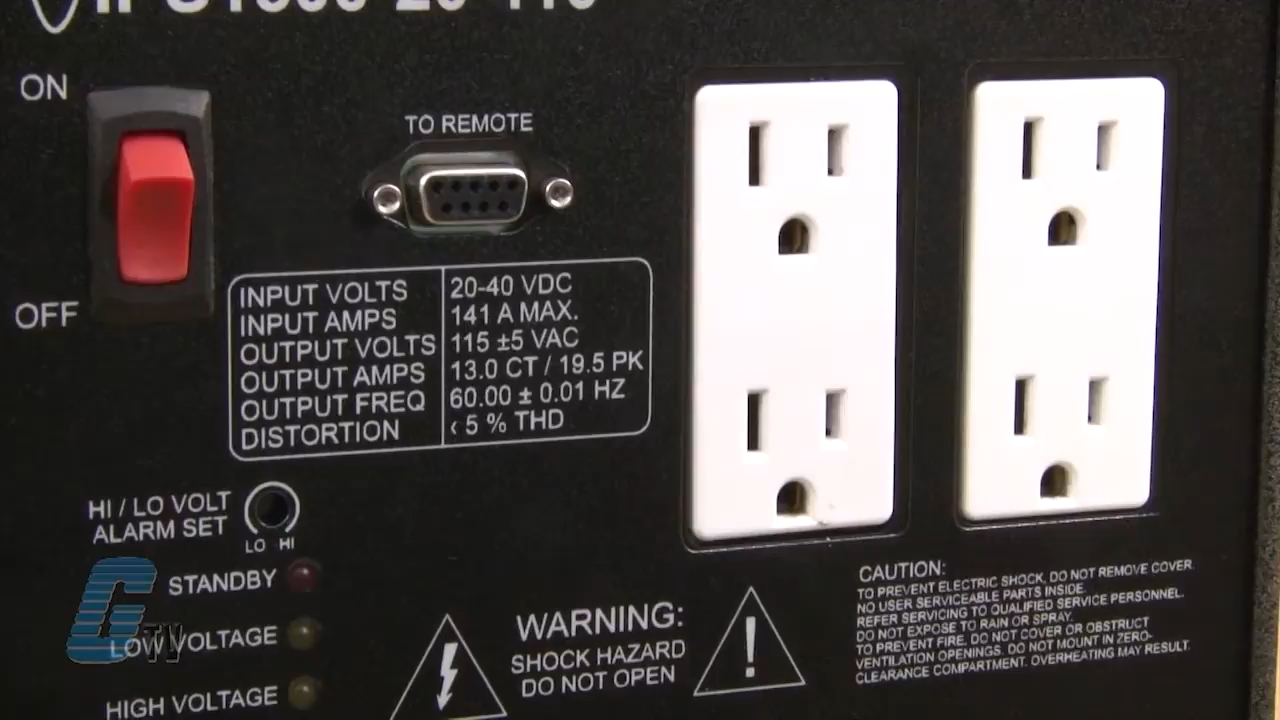 ON
TO REMOTE
OFF
INPUT VOLTS 20-40 VDC
INPUT AMPS 141 A MAX.
OUTPUT VOLTS 115 ±5 VAC
OUTPUT AMPS 13.0 CT / 19.5 PK
OUTPUT FREQ 60.00 ± 0.01 HZ
DISTORTION ‹ 5 % THD
HI / LO VOLT
ALARM SET
LO HI
STANDBY
LOW VOLTAGE
HIGH VOLTAGE
GTV
WARNING:
SHOCK HAZARD
DO NOT OPEN
CAUTION:
TO PREVENT ELECTRIC SHOCK, DO NOT REMOVE COVER.
NO USER SERVICEABLE PARTS INSIDE.
REFER SERVICING TO QUALIFIED SERVICE PERSONNEL.
DO NOT EXPOSE TO RAIN OR SPRAY.
TO PREVENT FIRE, DO NOT COVER OR OBSTRUCT
VENTILATION OPENINGS. DO NOT MOUNT IN ZERO-
CLEARANCE COMPARTMENT. OVERHEATING MAY RESULT.